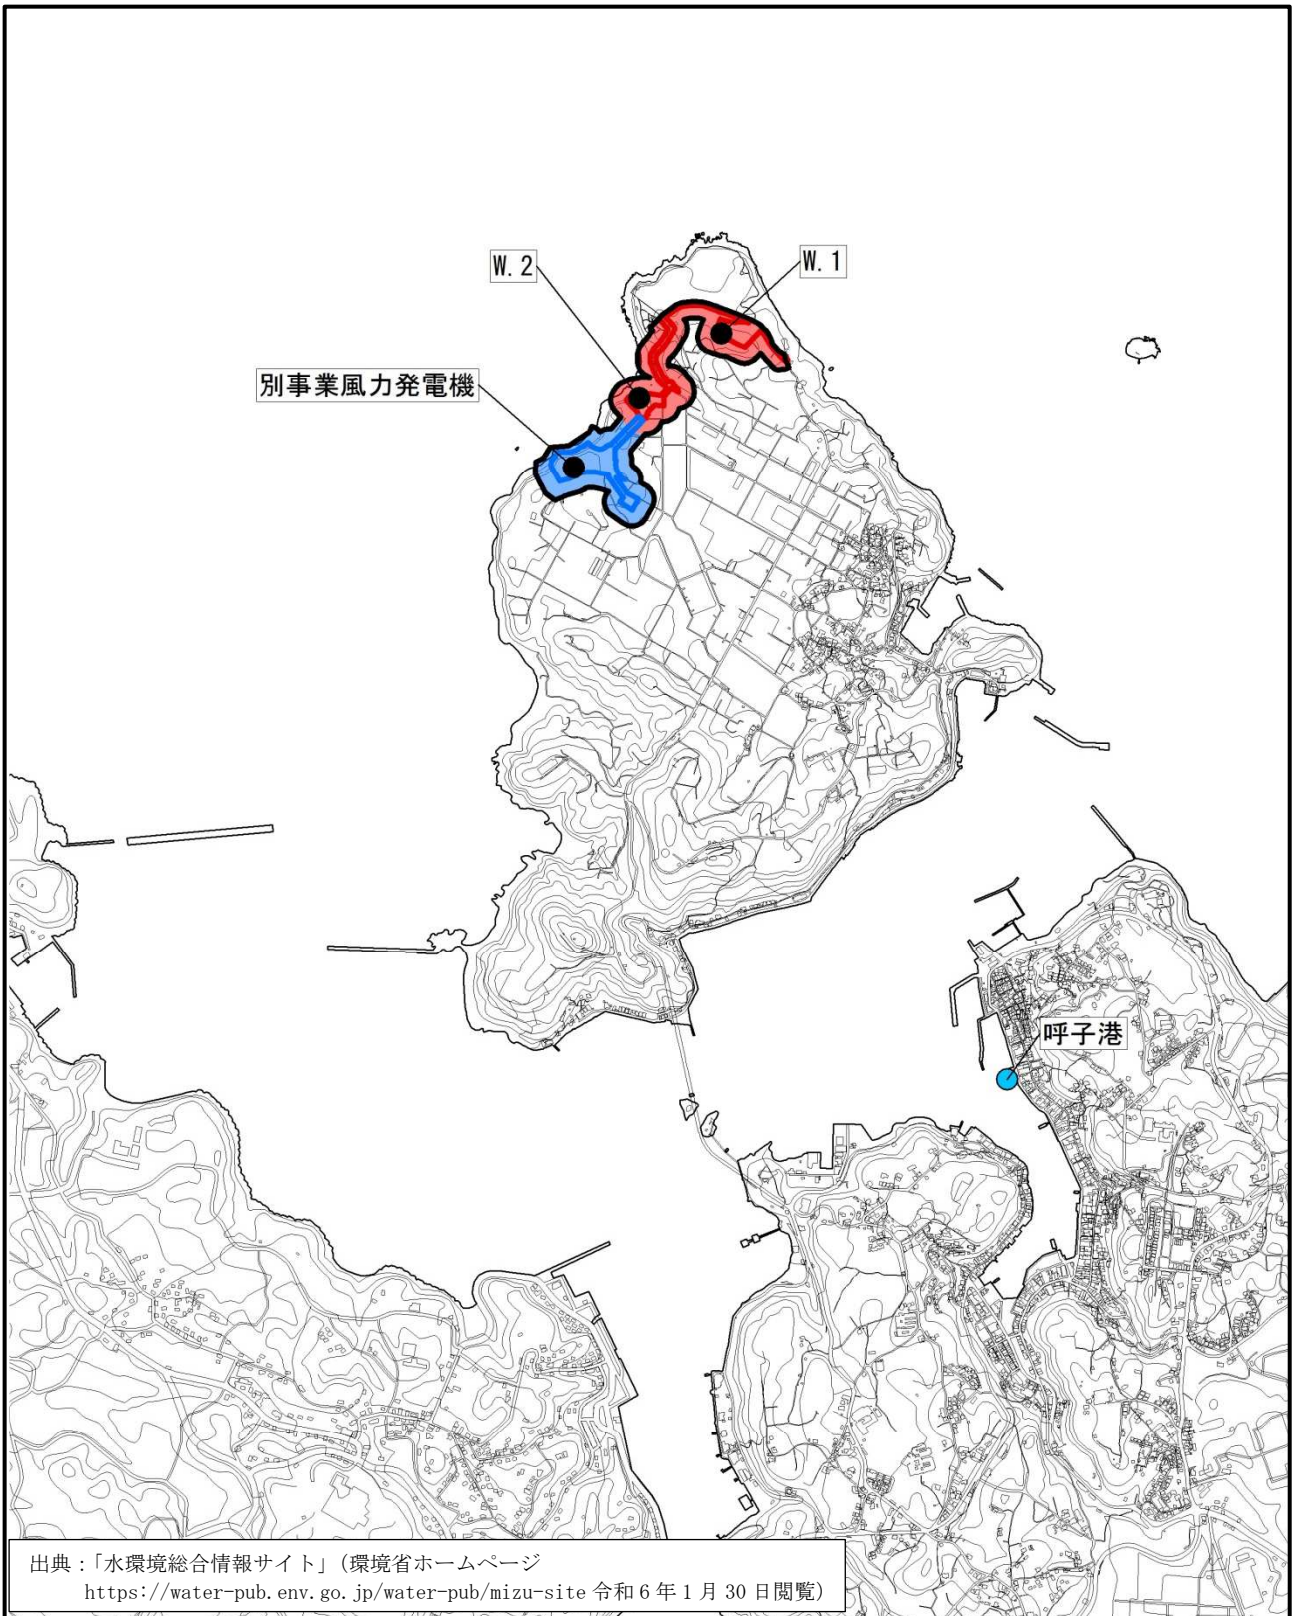 W. 2
W. 1
別事業風力発電機
呼子港
出典：「水環境総合情報サイト」（環境省ホームページ
https://water-pub.env.go.jp/water-pub/mizu-site 令和6年1月30日閲覧）